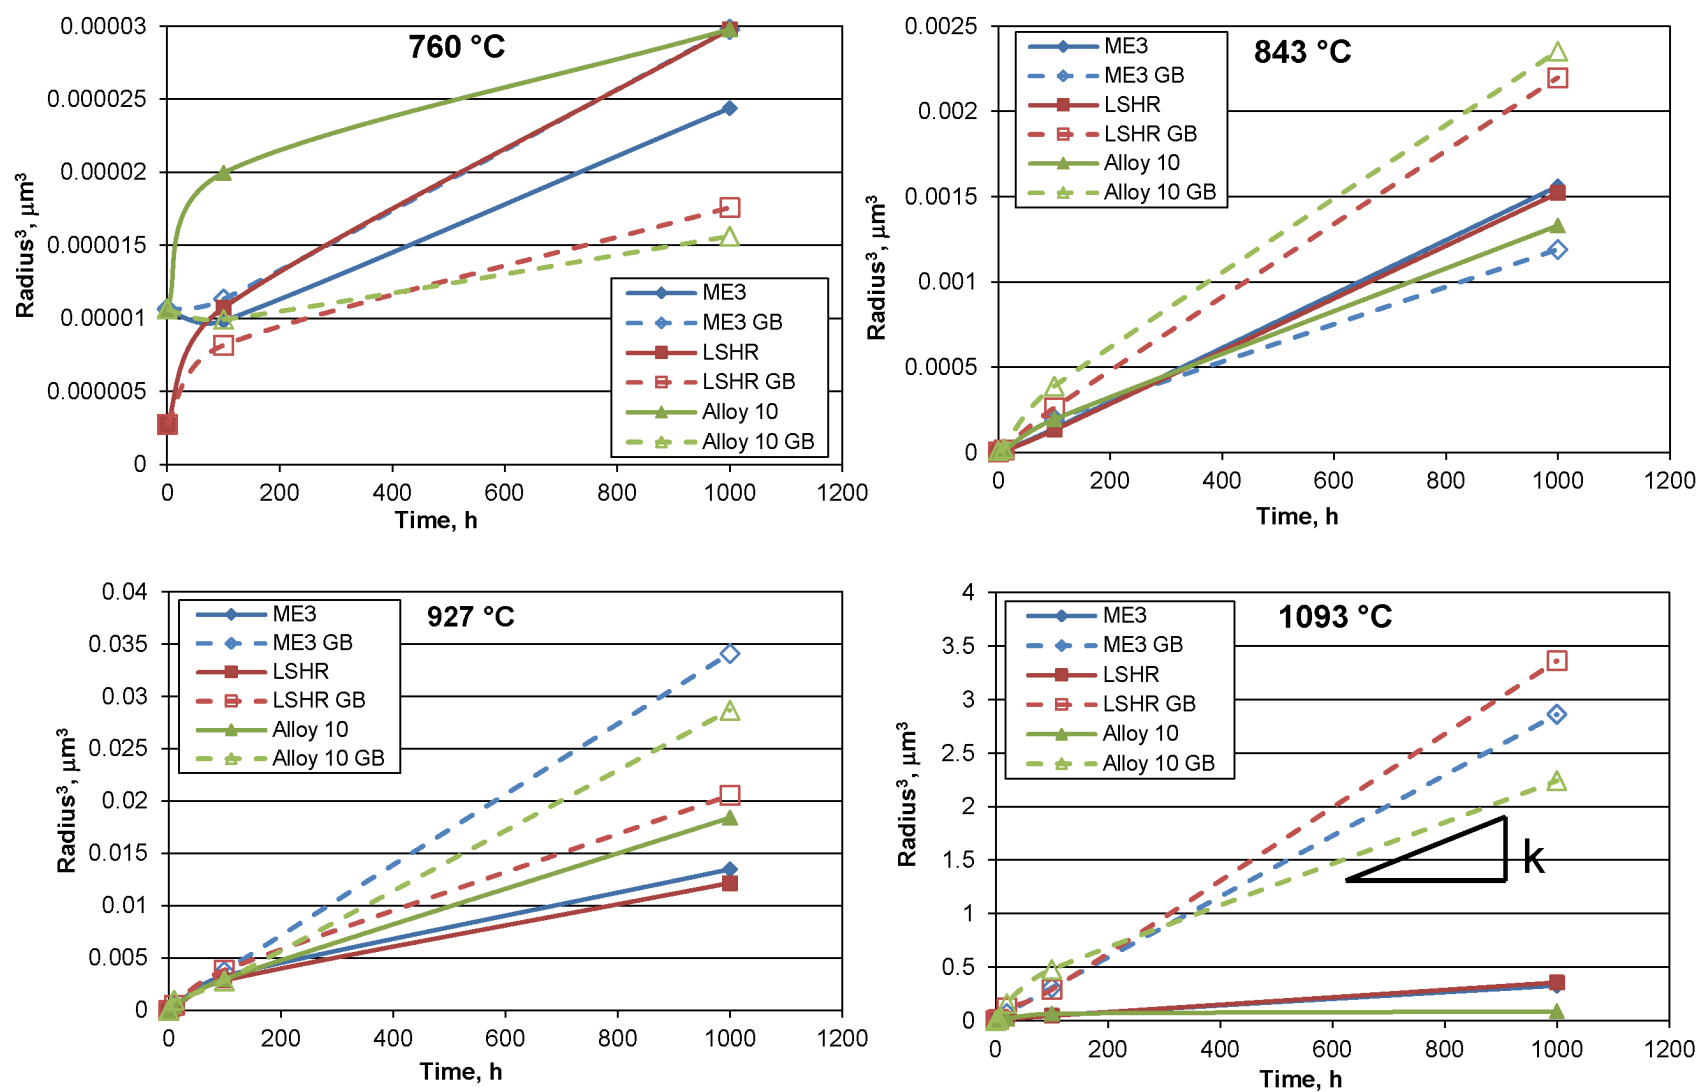 760 °C
0.00003
0.000025
0.00002
0.000015
0.00001
0.000005
0
Radius³, μm³
ME3
ME3 GB
LSHR
LSHR GB
Alloy 10
Alloy 10 GB
0 200 400 600 800 1000 1200
Time, h
843 °C
0.0025
0.002
0.0015
0.001
0.0005
0
Radius³, μm³
ME3
ME3 GB
LSHR
LSHR GB
Alloy 10
Alloy 10 GB
0 200 400 600 800 1000 1200
Time, h
927 °C
0.04
0.035
0.03
0.025
0.02
0.015
0.01
0.005
0
Radius³, μm³
ME3
ME3 GB
LSHR
LSHR GB
Alloy 10
Alloy 10 GB
0 200 400 600 800 1000 1200
Time, h
1093 °C
4
3.5
3
2.5
2
1.5
1
0.5
0
Radius³, μm³
ME3
ME3 GB
LSHR
LSHR GB
Alloy 10
Alloy 10 GB
k
0 200 400 600 800 1000 1200
Time, h